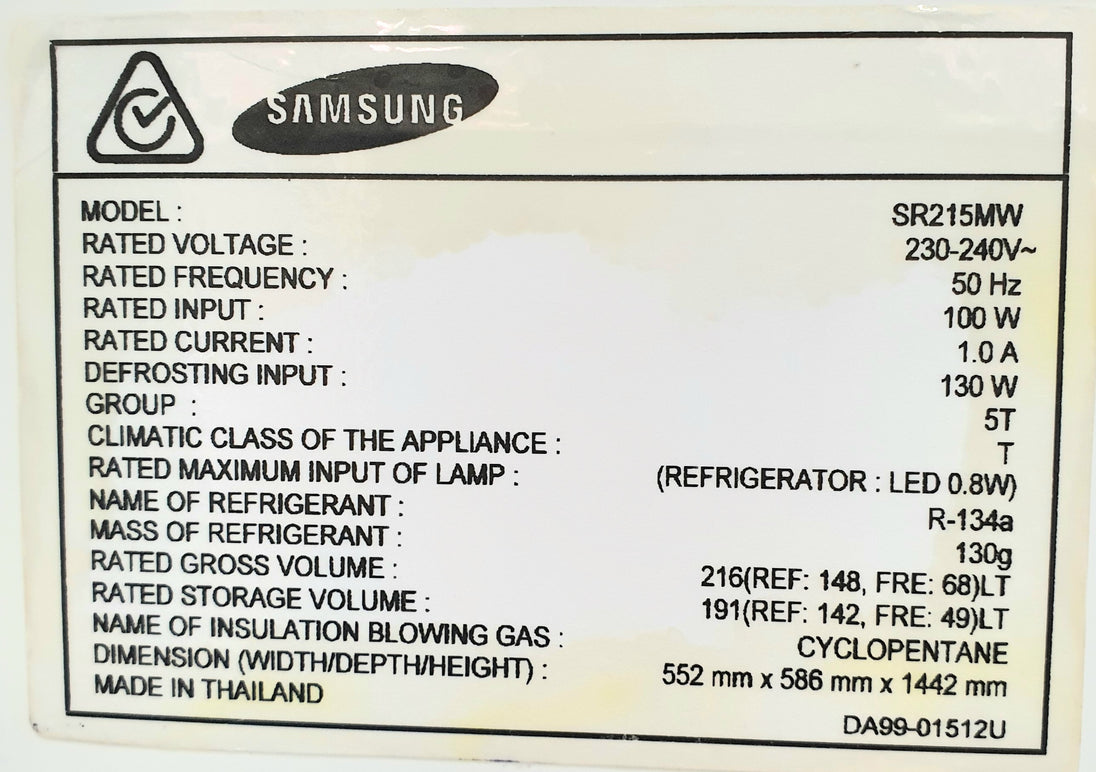 SAMSUNG
MODEL : SR215MW
RATED VOLTAGE : 230-240V~
RATED FREQUENCY : 50 Hz
RATED INPUT : 100 W
RATED CURRENT : 1.0 A
DEFROSTING INPUT : 130 W
GROUP : 5T
CLIMATIC CLASS OF THE APPLIANCE : T
RATED MAXIMUM INPUT OF LAMP : (REFRIGERATOR : LED 0.8W)
NAME OF REFRIGERANT : R-134a
MASS OF REFRIGERANT : 130g
RATED GROSS VOLUME : 216(REF: 148, FRE: 68)LT
RATED STORAGE VOLUME : 191(REF: 142, FRE: 49)LT
NAME OF INSULATION BLOWING GAS : CYCLOPENTANE
DIMENSION (WIDTH/DEPTH/HEIGHT) : 552 mm x 586 mm x 1442 mm
MADE IN THAILAND
DA99-01512U